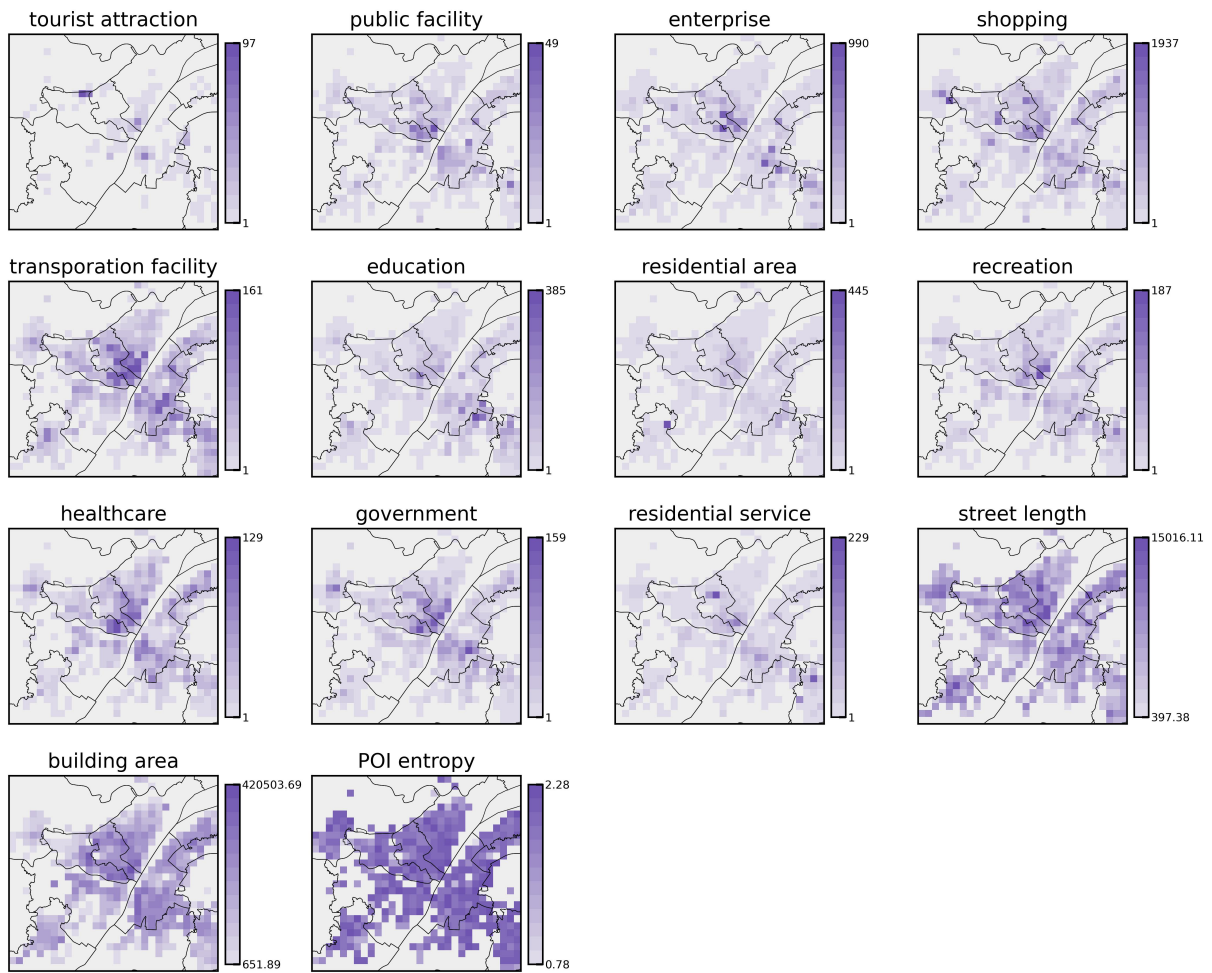 tourist attraction
97
1
public facility
49
1
enterprise
990
1
shopping
1937
1
transporation facility
161
1
education
385
1
residential area
445
1
recreation
187
1
healthcare
129
1
government
159
1
residential service
229
1
street length
15016.11
397.38
building area
420503.69
651.89
POI entropy
2.28
0.78